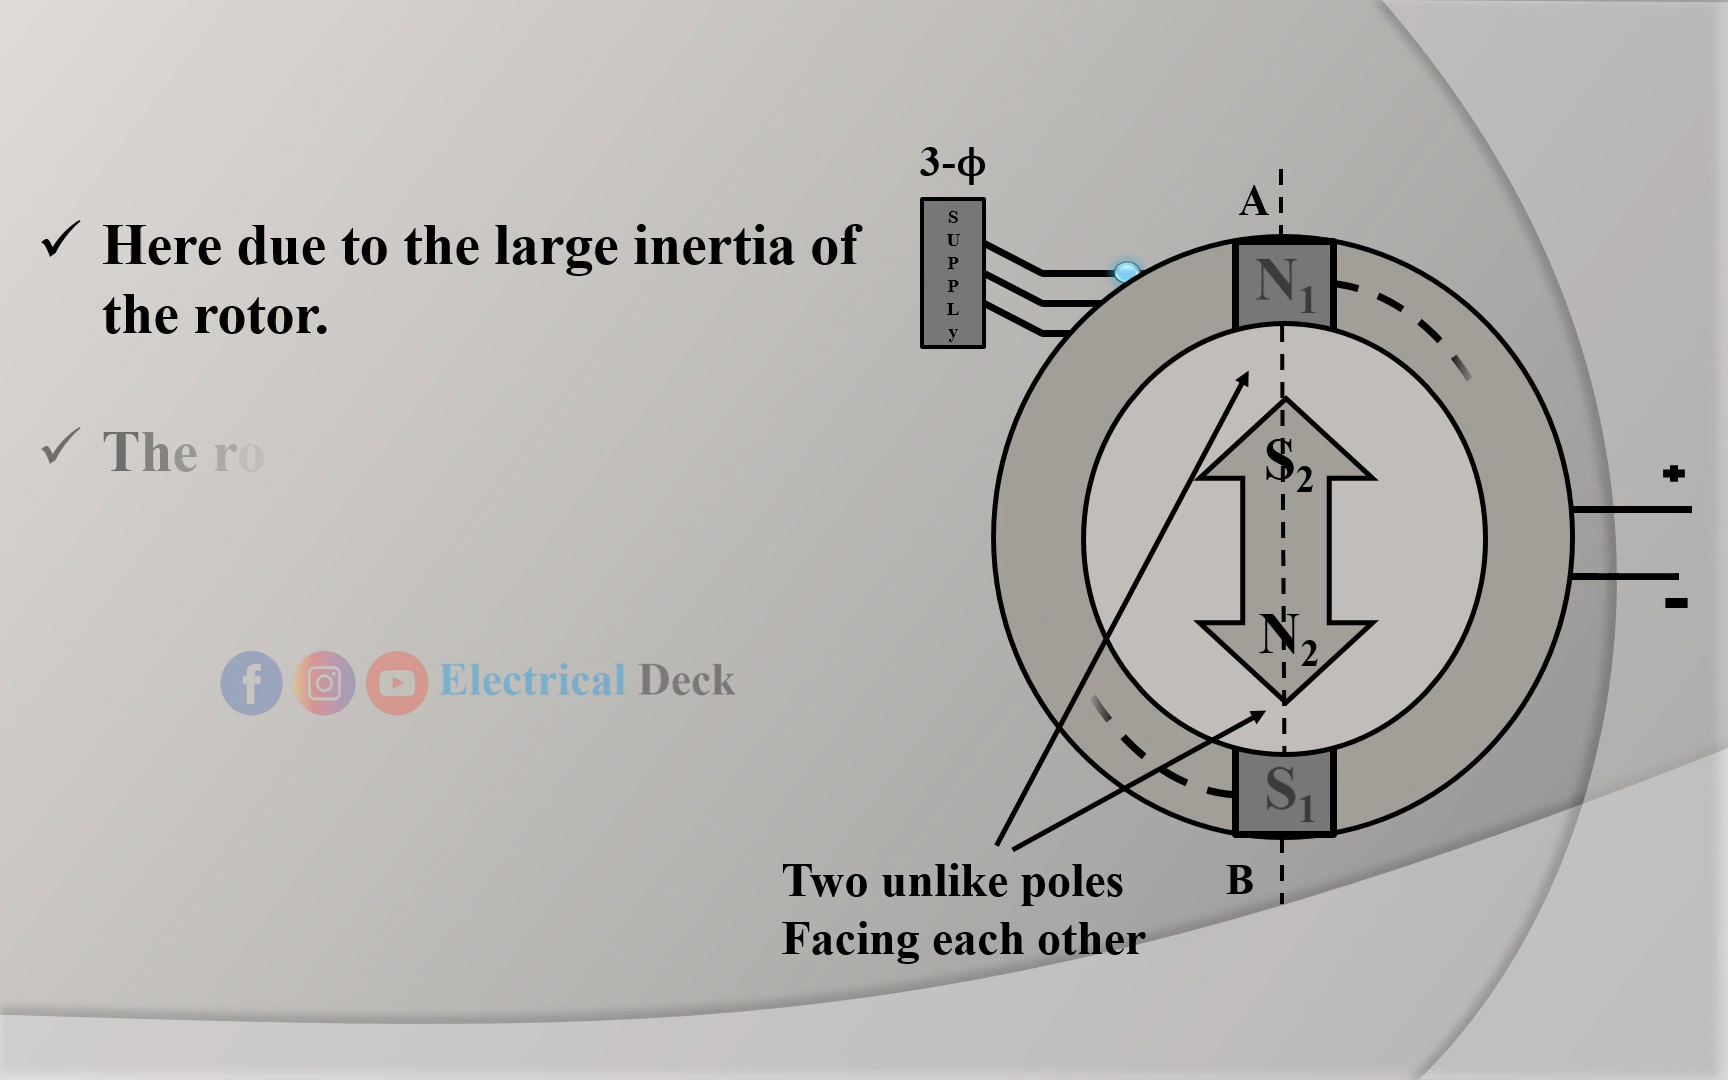 ✓ Here due to the large inertia of
the rotor.
✓ The ro
Electrical Deck
3-ϕ
S
U
P
P
L
y
A
N₁
S₂
N₂
S₁
B
+
-
Two unlike poles
Facing each other